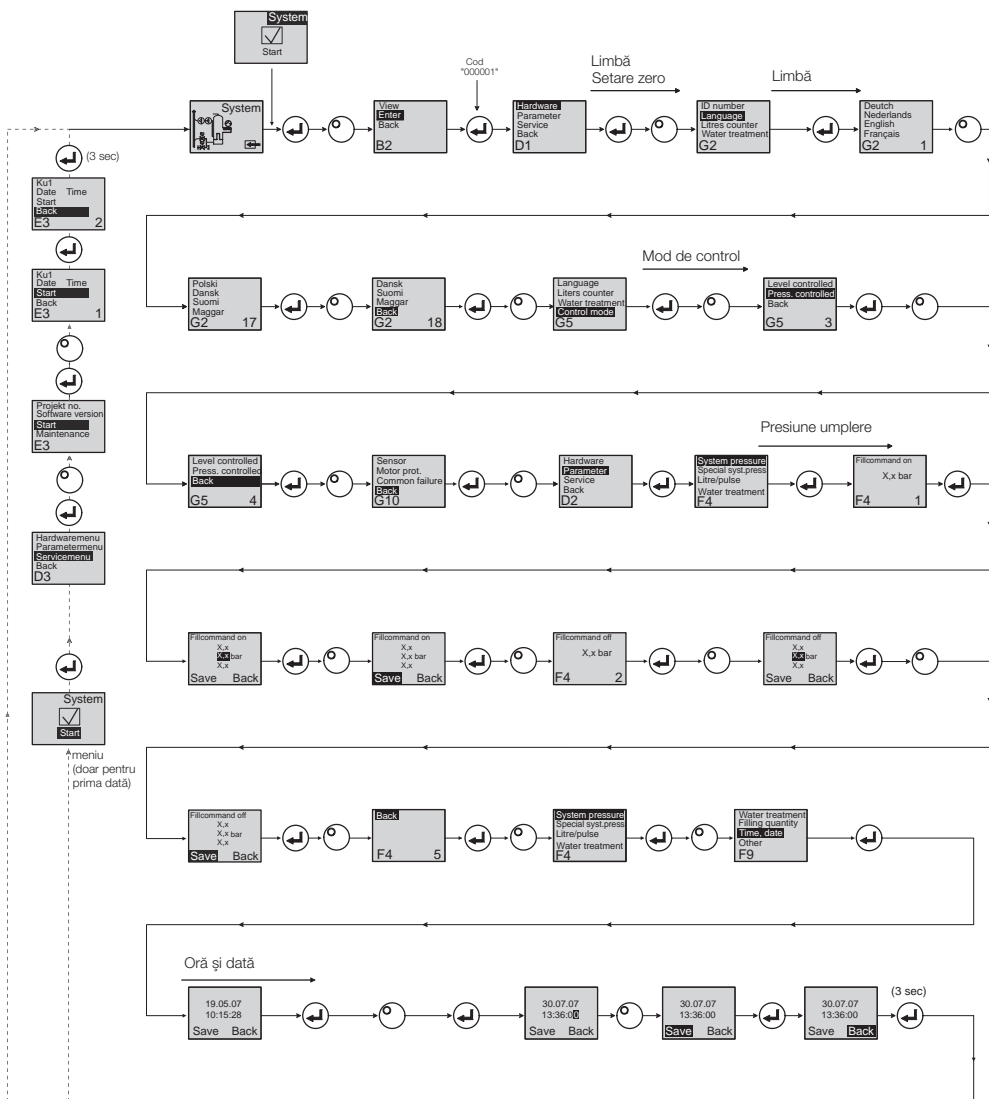 System
Start
System
View
Enter
Back
B2
Cod
"000001"
Hardware
Parameter
Service
Back
D1
Limbă
Setare zero
ID number
Language
Litres counter
Water treatment
G2
Limbă
Deutch
Nederlands
English
Français
G2 1
(3 sec)
Ku1
Date Time
Start
Back
E3 2
Ku1
Date Time
Start
Back
E3 1
Projekt no.
Software version
Start
Maintenance
E3
Hardwaremenu
Parametermenu
Servicemenu
Back
D3
System
Start
meniu
(doar pentru
prima dată)
Polski
Dansk
Suomi
Maggar
G2 17
Dansk
Suomi
Maggar
Back
G2 18
Language
Liters counter
Water treatment
Control mode
G5
Mod de control
Level controlled
Press. controlled
Back
G5 3
Level controlled
Press. controlled
Back
G5 4
Sensor
Motor prot.
Common failure
Back
G10
Hardware
Parameter
Service
Back
D2
System pressure
Special syst.press
Litre/pulse
Water treatment
F4
Presiune umplere
Fillcommand on
X,x bar
F4 1
Fillcommand on
X,x
X,x bar
X,x
Save Back
Fillcommand on
X,x
X,x bar
X,x
Save Back
Fillcommand off
X,x bar
F4 2
Fillcommand off
X,x
X,x bar
X,x
Save Back
Fillcommand off
X,x
X,x bar
X,x
Save Back
Back
F4 5
System pressure
Special syst.press
Litre/pulse
Water treatment
F4
Water treatment
Filling quantity
Time, date
Other
F9
Oră și dată
19.05.07
10:15:28
Save Back
30.07.07
13:36:00
Save Back
30.07.07
13:36:00
Save Back
30.07.07
13:36:00
Save Back
(3 sec)